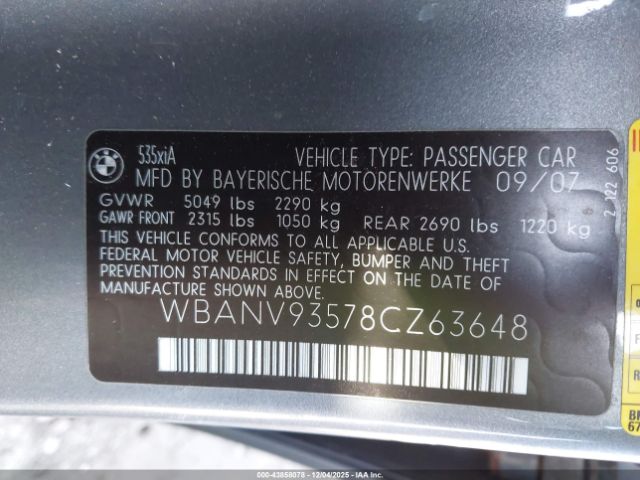 BMW
535xiA
VEHICLE TYPE: PASSENGER CAR
MFD BY BAYERISCHE MOTORENWERKE 09/07
GVWR 5049 lbs 2290 kg
GAWR FRONT 2315 lbs 1050 kg REAR 2690 lbs 1220 kg
THIS VEHICLE CONFORMS TO ALL APPLICABLE U.S.
FEDERAL MOTOR VEHICLE SAFETY, BUMPER AND THEFT
PREVENTION STANDARDS IN EFFECT ON THE DATE OF
MANUFACTURE SHOWN ABOVE.
WBANV93578CZ63648
2 122 606
000-43858078 - 12/04/2025 - COPART IAA